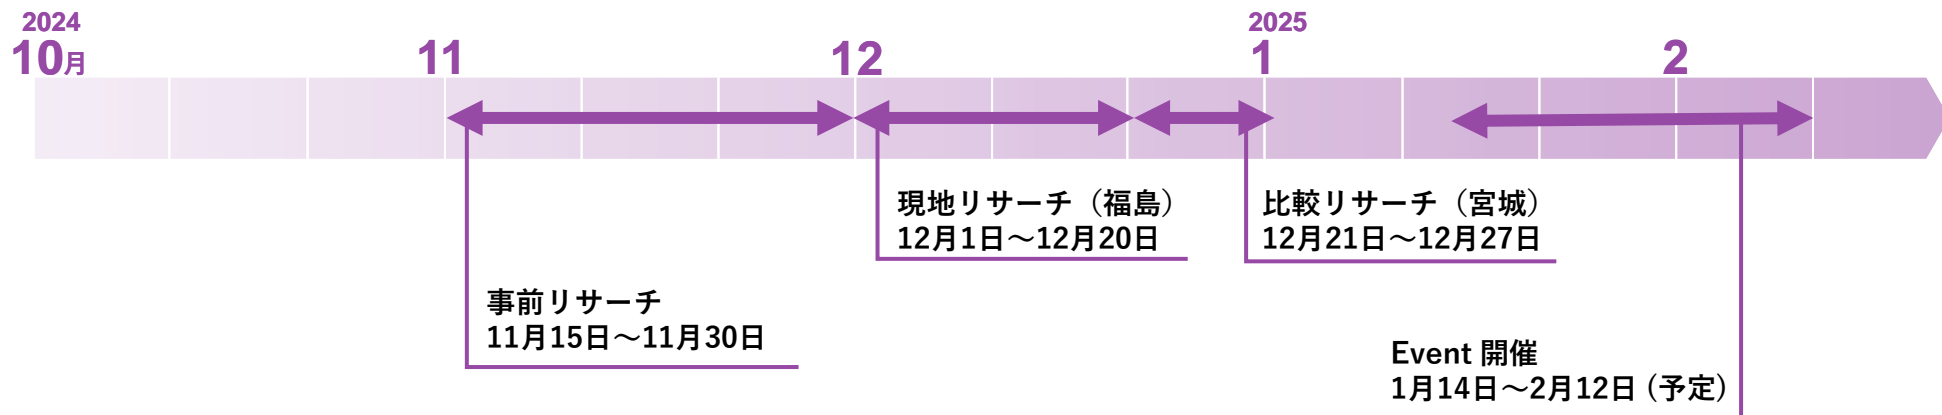 2024
10月
11
12
2025
1
2
現地リサーチ（福島）
12月1日〜12月20日
比較リサーチ（宮城）
12月21日〜12月27日
事前リサーチ
11月15日〜11月30日
Event 開催
1月14日〜2月12日 (予定)